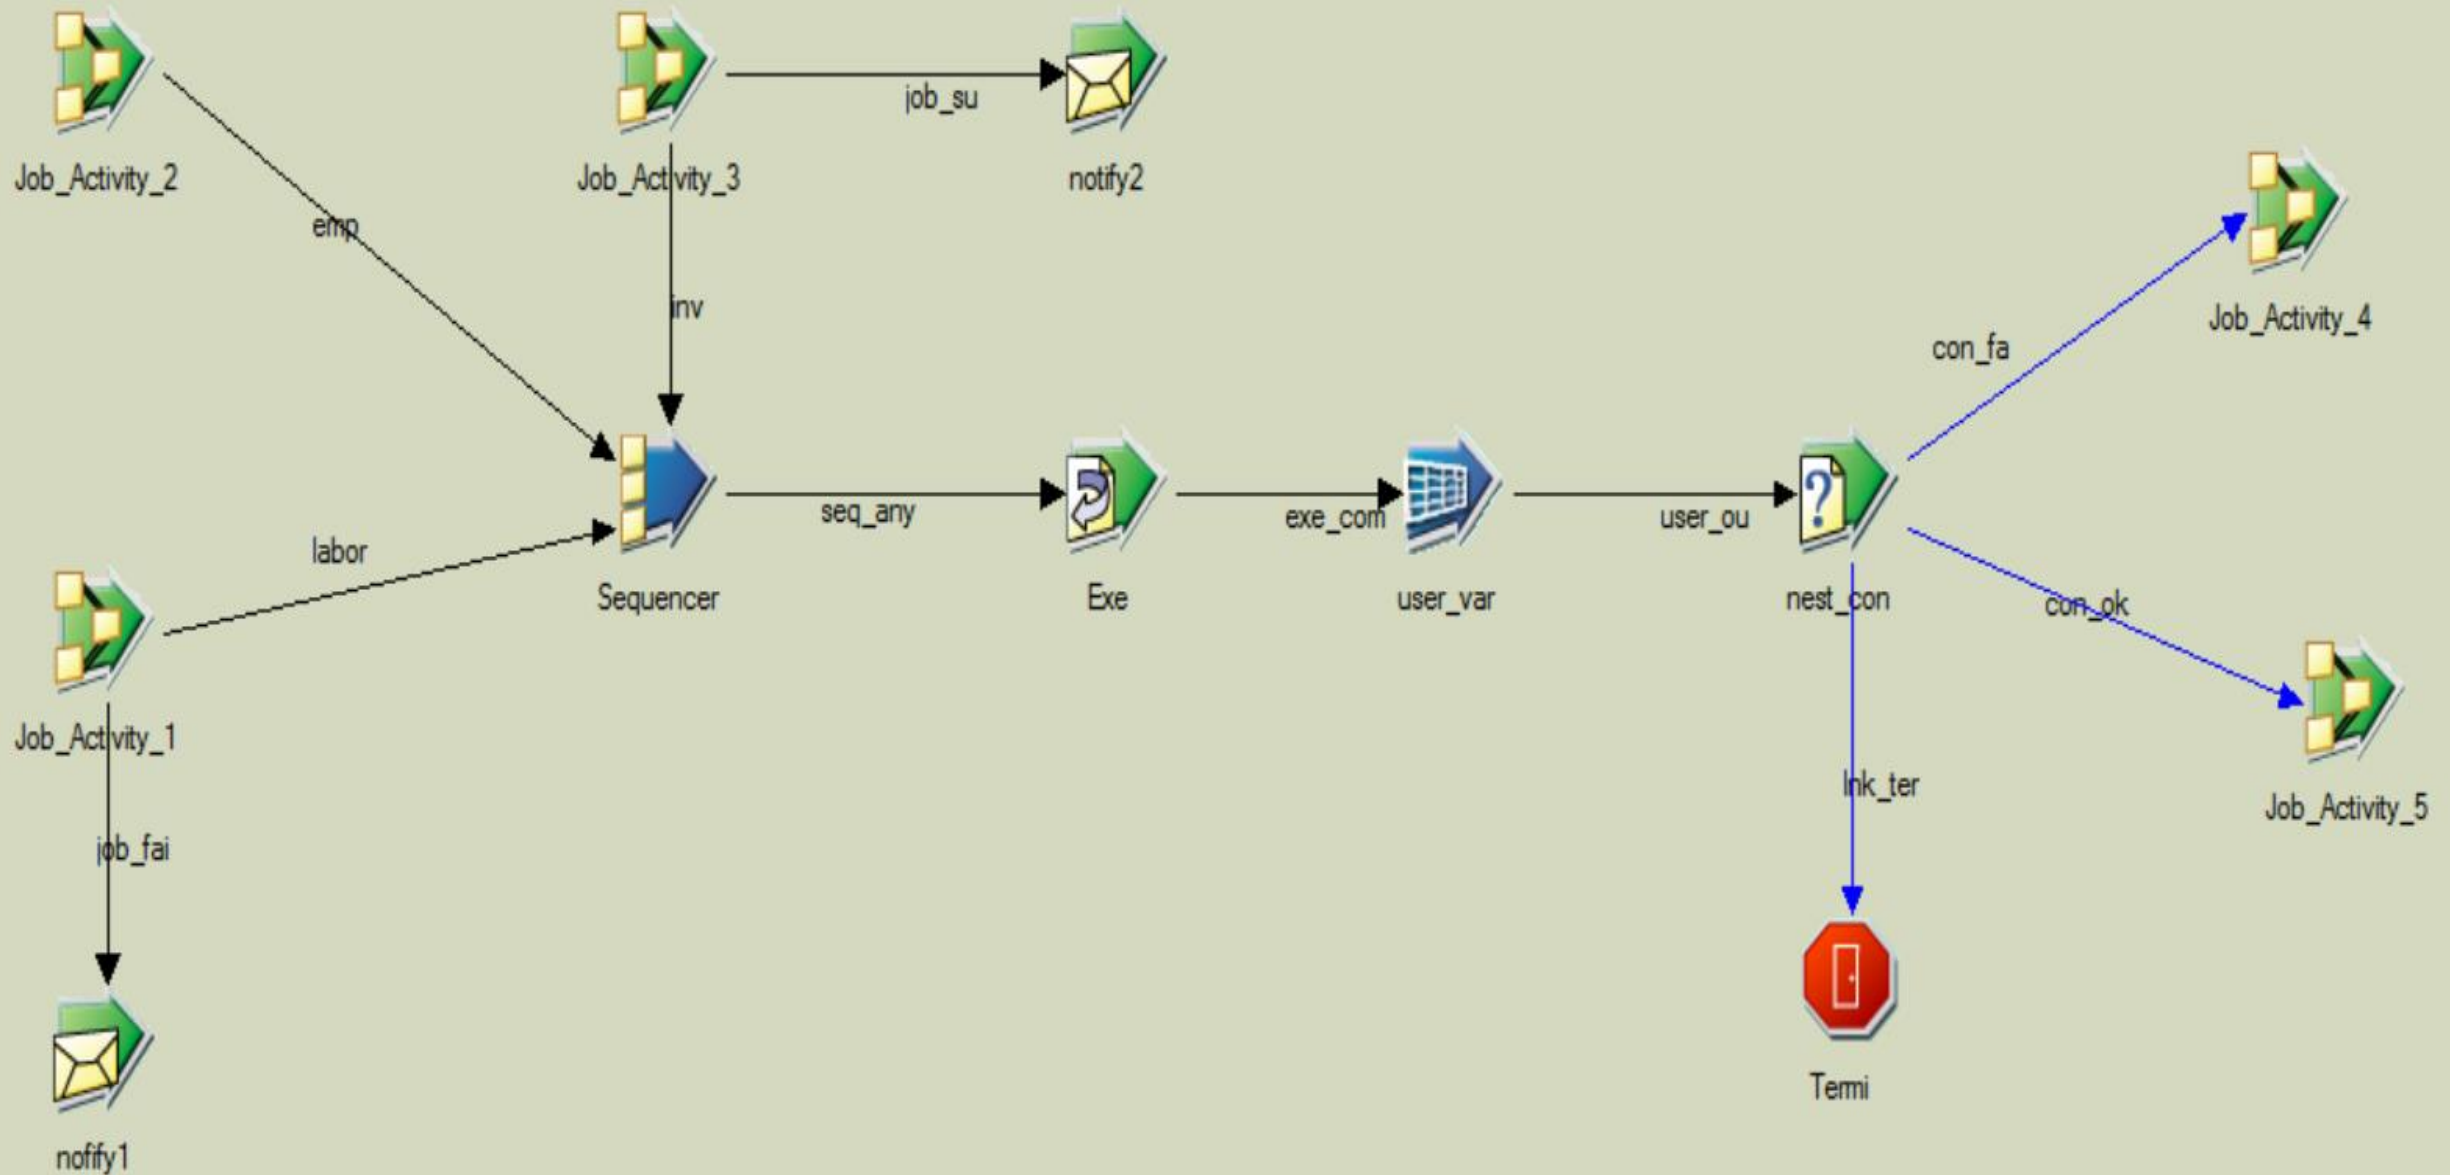 Job_Activity_2
Job_Activity_3
job_su
notify2
emp
inv
Job_Activity_4
con_fa
labor
Sequencer
seq_any
Exe
exe_com
user_var
user_ou
nest_con
con_ok
Job_Activity_1
lnk_ter
Job_Activity_5
job_fai
Termi
nofify1